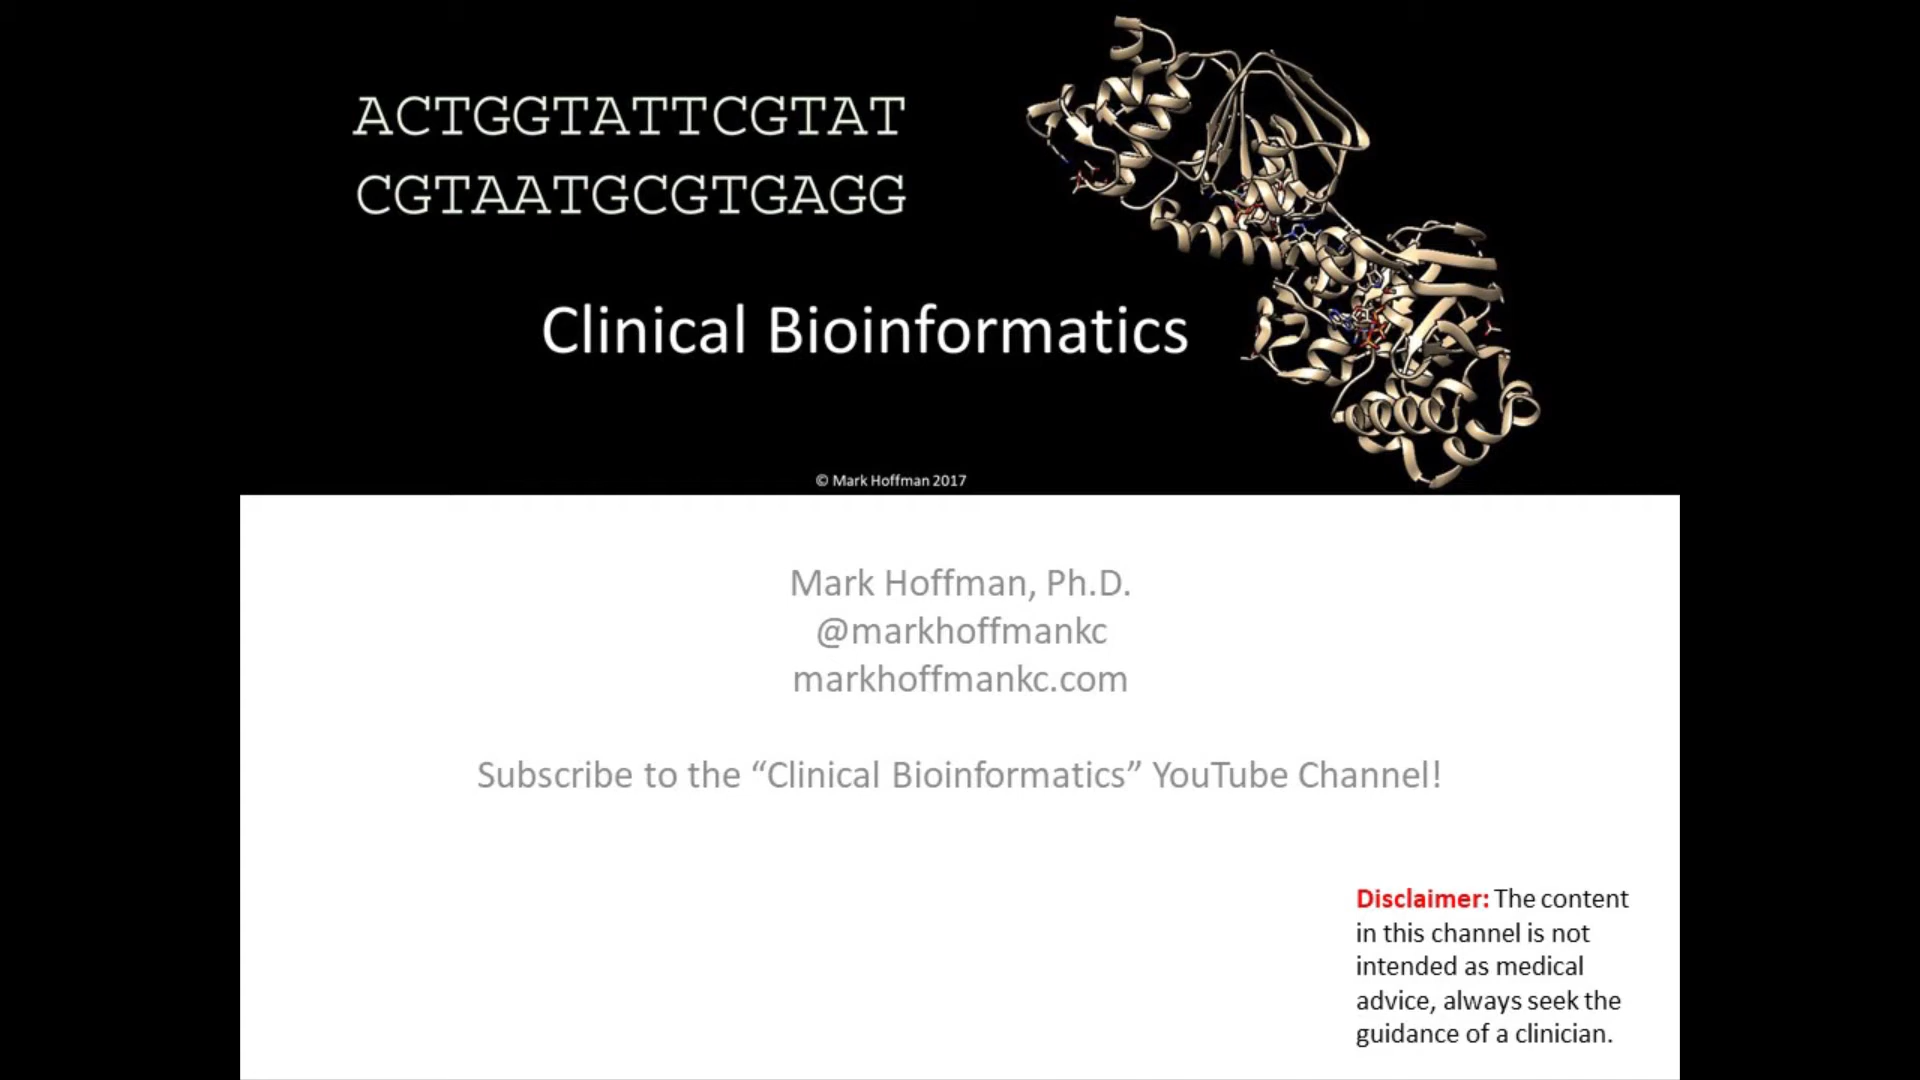 ACTGGTATTCGTAT
CGTAATGCGTGAGG
Clinical Bioinformatics
© Mark Hoffman 2017
Mark Hoffman, Ph.D.
@markhoffmankc
markhoffmankc.com
Subscribe to the “Clinical Bioinformatics” YouTube Channel!
Disclaimer: The content
in this channel is not
intended as medical
advice, always seek the
guidance of a clinician.